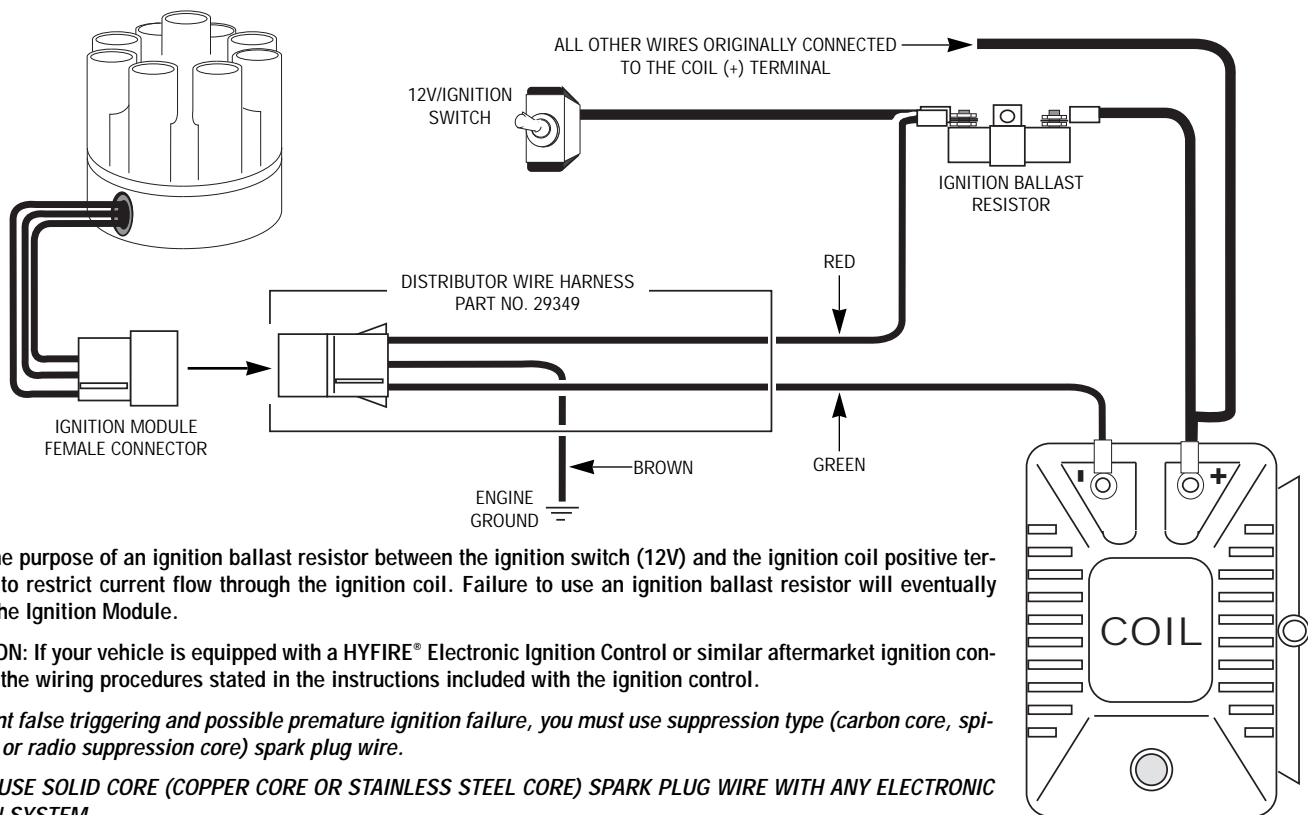 ALL OTHER WIRES ORIGINALLY CONNECTED
TO THE COIL (+) TERMINAL
12V/IGNITION
SWITCH
IGNITION BALLAST
RESISTOR
RED
DISTRIBUTOR WIRE HARNESS
PART NO. 29349
IGNITION MODULE
FEMALE CONNECTOR
BROWN
GREEN
ENGINE
GROUND
- +
COIL
purpose of an ignition ballast resistor between the ignition switch (12V) and the ignition coil positive ter-
to restrict current flow through the ignition coil. Failure to use an ignition ballast resistor will eventually
he Ignition Module.
ON: If your vehicle is equipped with a HYFIRE® Electronic Ignition Control or similar aftermarket ignition con-
the wiring procedures stated in the instructions included with the ignition control.
nt false triggering and possible premature ignition failure, you must use suppression type (carbon core, spi-
or radio suppression core) spark plug wire.
USE SOLID CORE (COPPER CORE OR STAINLESS STEEL CORE) SPARK PLUG WIRE WITH ANY ELECTRONIC
SYSTEM